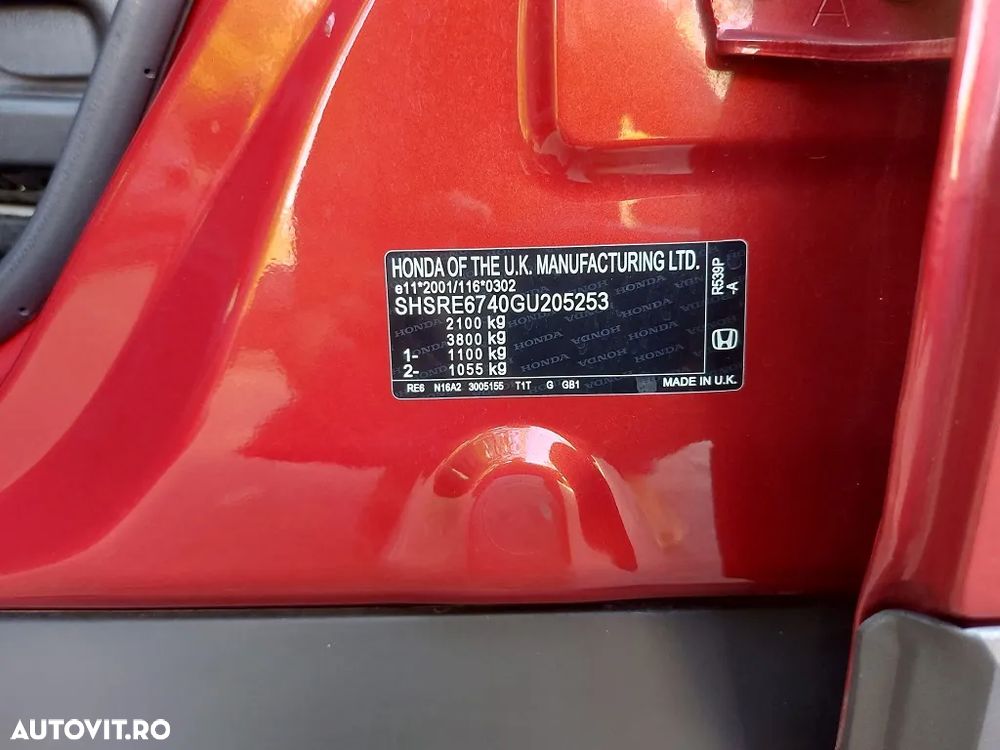 A
HONDA OF THE U.K. MANUFACTURING LTD.
e11*2001/116*0302
SHSRE6740GU205253
2100 kg
3800 kg
1- 1100 kg
2- 1055 kg
RE6 N16A2 3005155 T1T G GB1
MADE IN U.K.
R539P
-A
AUTOVIT.RO